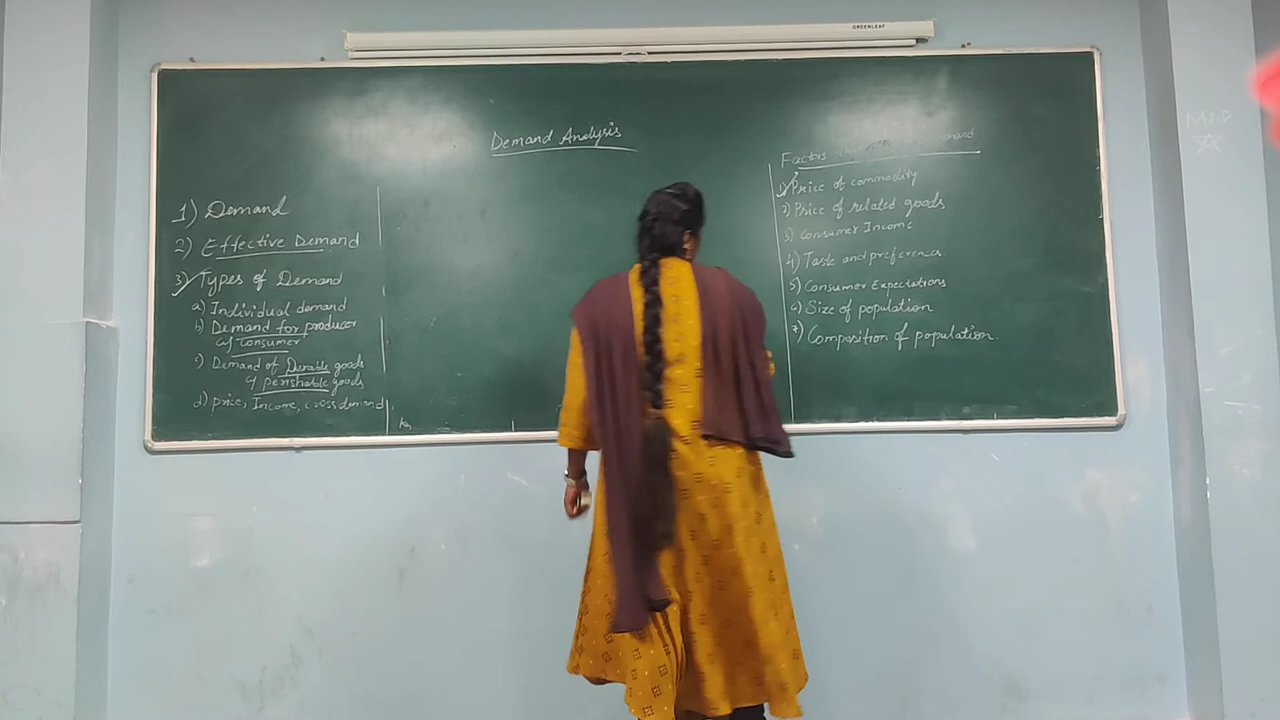 GREENLEAF
Demand Analysis
1) Demand
2) Effective Demand
3) Types of Demand
a) Individual demand
b) Demand for producer
& consumer
c) Demand of Durable goods
& perishable goods
d) price, Income, cross demand
Factors
1) Price of commodity
2) Price of related goods
3) Consumer Income
4) Taste and preferences
5) Consumer Expectations
6) Size of population
7) Composition of population.